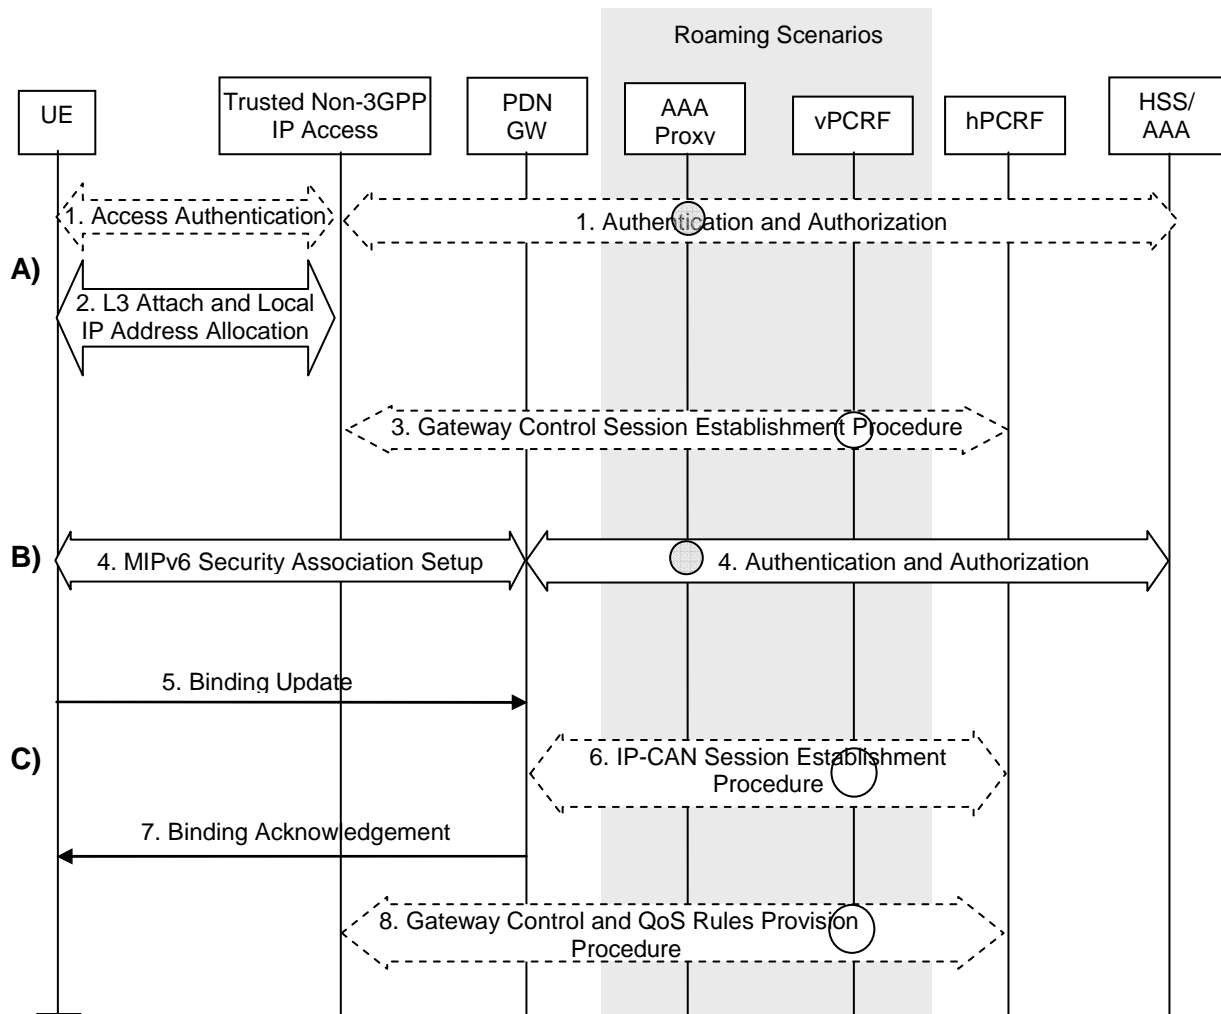 Roaming Scenarios
UE
Trusted Non-3GPP
IP Access
PDN
GW
AAA
Proxy
vPCRF
hPCRF
HSS/
AAA
1. Access Authentication
1. Authentication and Authorization
A)
2. L3 Attach and Local
IP Address Allocation
3. Gateway Control Session Establishment Procedure
B)
4. MIPv6 Security Association Setup
4. Authentication and Authorization
5. Binding Update
C)
6. IP-CAN Session Establishment
Procedure
7. Binding Acknowledgement
8. Gateway Control and QoS Rules Provision
Procedure